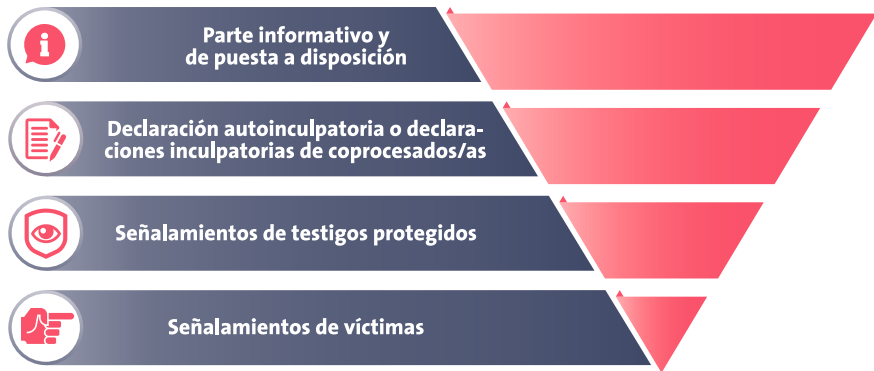 Parte informativo y
de puesta a disposición
Declaración autoinculpatoria o declara-
ciones inculpatorias de coprocesados/as
Señalamientos de testigos protegidos
Señalamientos de víctimas